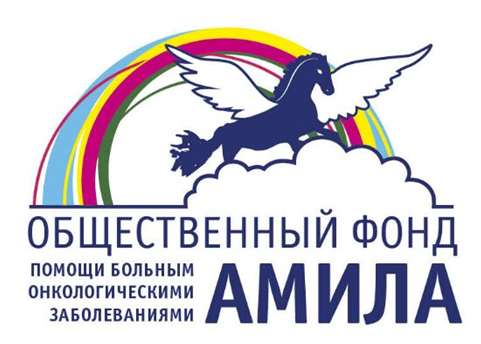 ОБЩЕСТВЕННЫЙ ФОНД
ПОМОЩИ БОЛЬНЫМ
ОНКОЛОГИЧЕСКИМИ
ЗАБОЛЕВАНИЯМИ
АМИЛА